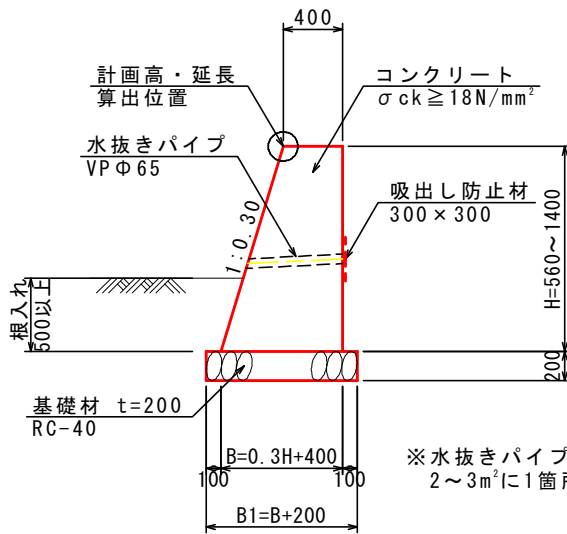 400
計画高・延長
算出位置
コンクリート
σck≧18N/mm²
水抜きパイプ
VPΦ65
吸出し防止材
300×300
1:0.30
H=560～1400
根入れ
500以上
200
基礎材 t=200
RC-40
B=0.3H+400
100
100
B1=B+200
※水抜きパイプ
2～3m²に1箇